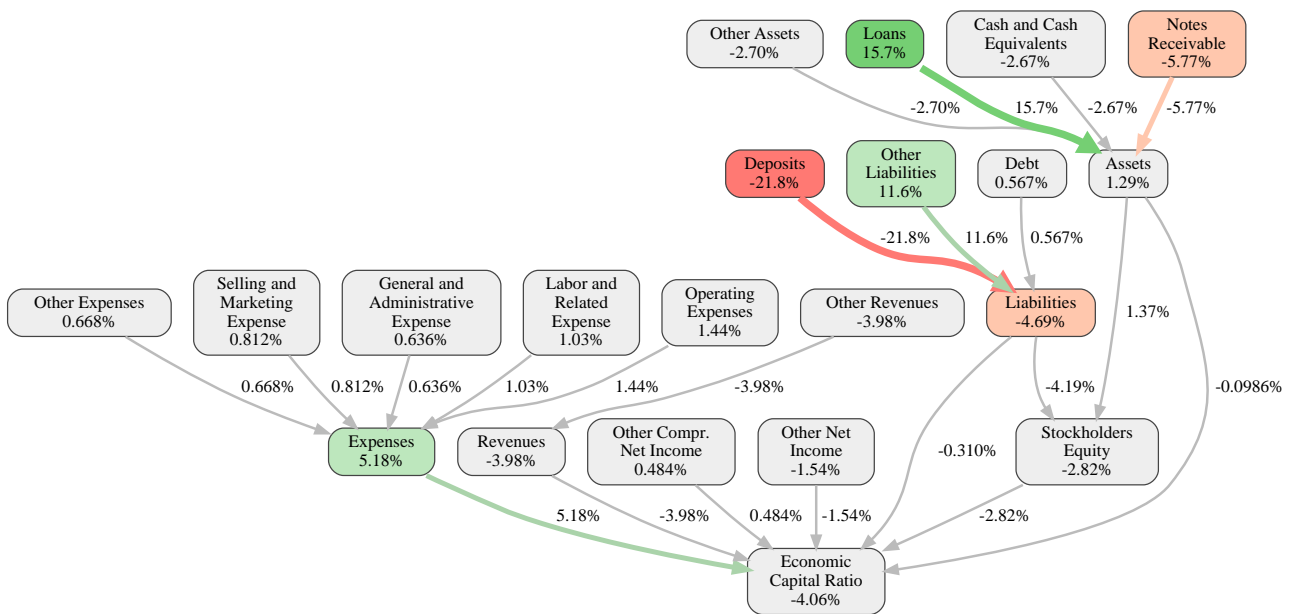 Other Assets
-2.70%
Loans
15.7%
Cash and Cash
Equivalents
-2.67%
Notes
Receivable
-5.77%
-2.70%
15.7%
-2.67%
-5.77%
Deposits
-21.8%
Other
Liabilities
11.6%
Debt
0.567%
Assets
1.29%
-21.8%
11.6%
0.567%
Other Expenses
0.668%
Selling and
Marketing
Expense
0.812%
General and
Administrative
Expense
0.636%
Labor and
Related
Expense
1.03%
Operating
Expenses
1.44%
Other Revenues
-3.98%
Liabilities
-4.69%
1.37%
0.668%
0.812%
0.636%
1.03%
1.44%
-3.98%
-4.19%
-0.0986%
Expenses
5.18%
Revenues
-3.98%
Other Compr.
Net Income
0.484%
Other Net
Income
-1.54%
-0.310%
Stockholders
Equity
-2.82%
5.18%
-3.98%
0.484%
-1.54%
-2.82%
Economic
Capital Ratio
-4.06%